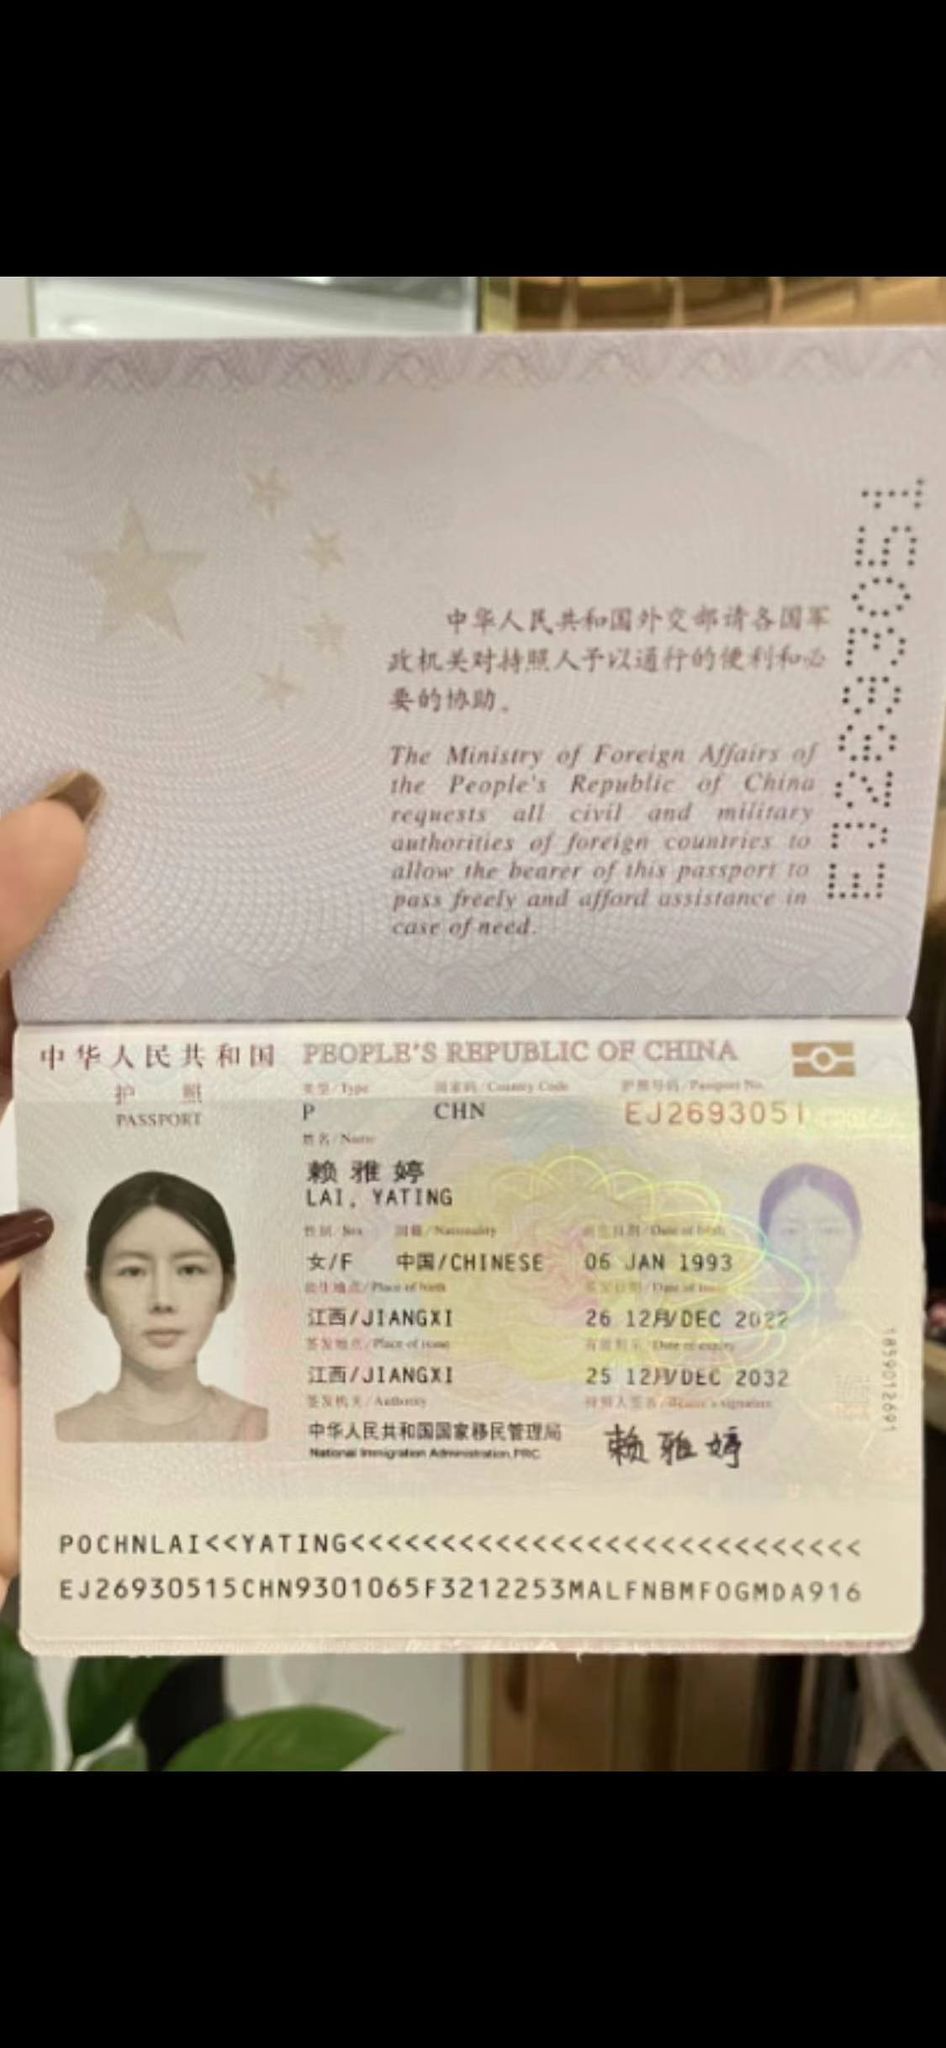 EJ2693051
中华人民共和国外交部请各国军
政机关对持照人予以通行的便利和必
要的协助。
The Ministry of Foreign Affairs of
the People's Republic of China
requests all civil and military
authorities of foreign countries to
allow the bearer of this passport to
pass freely and afford assistance in
case of need.
中华人民共和国 PEOPLE'S REPUBLIC OF CHINA
护照 类型/Type 国家码/Country Code 护照号码/Passport No.
PASSPORT P CHN EJ2693051
姓名/Name
赖雅婷
LAI, YATING
性别/Sex 国籍/Nationality 出生日期/Date of birth
女/F 中国/CHINESE 06 JAN 1993
出生地点/Place of birth 签发日期/Date of issue
江西/JIANGXI 26 12月/DEC 2022
签发地点/Place of issue 有效期至/Date of expiry
江西/JIANGXI 25 12月/DEC 2032
签发机关/Authority 持照人签名/Bearer's signature
中华人民共和国国家移民管理局 赖雅婷
National Immigration Administration, PRC
1859012691
POCHNLAI<<YATING<<<<<<<<<<<<<<<<<<<<<<<<<<<<
EJ26930515CHN9301065F3212253MALFNBMFOGMDA916